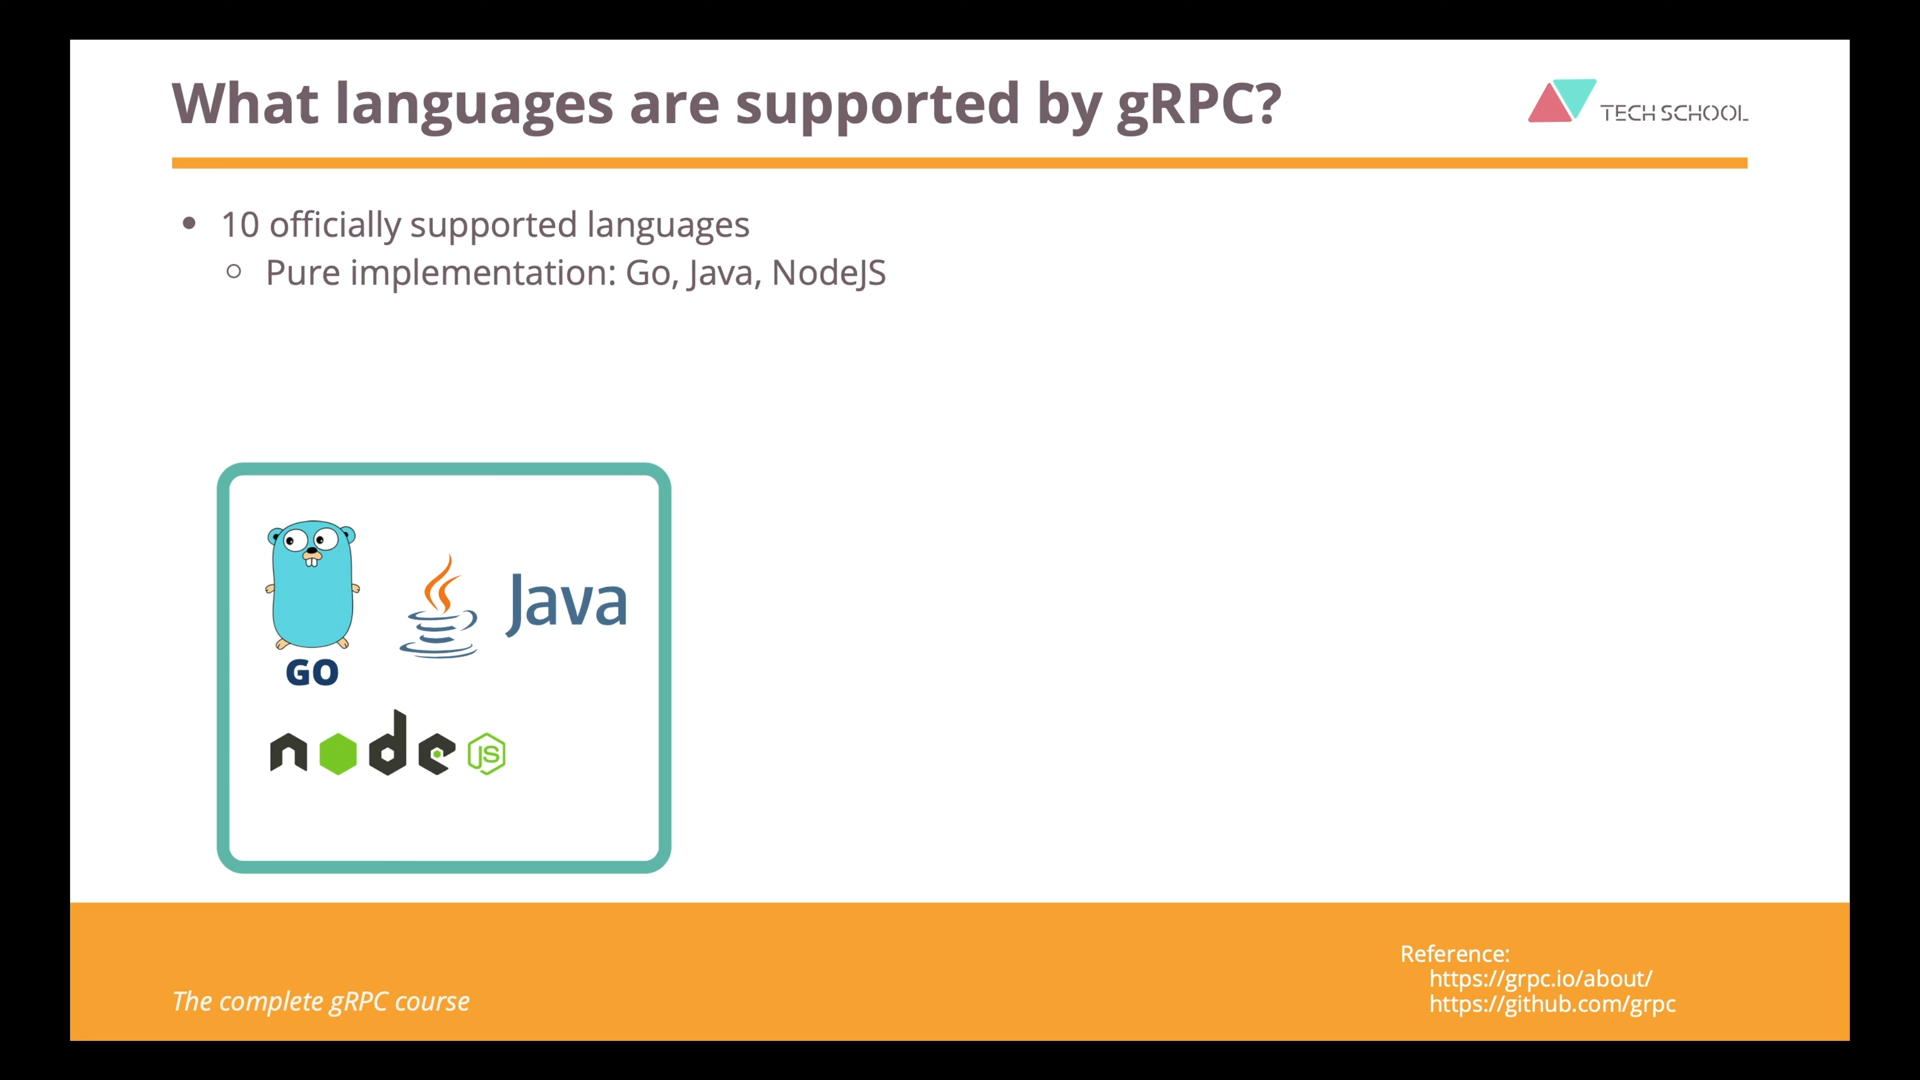 What languages are supported by gRPC?
TECH SCHOOL
10 officially supported languages
Pure implementation: Go, Java, NodeJS
GO
Java
node JS
Reference:
https://grpc.io/about/
https://github.com/grpc
The complete gRPC course